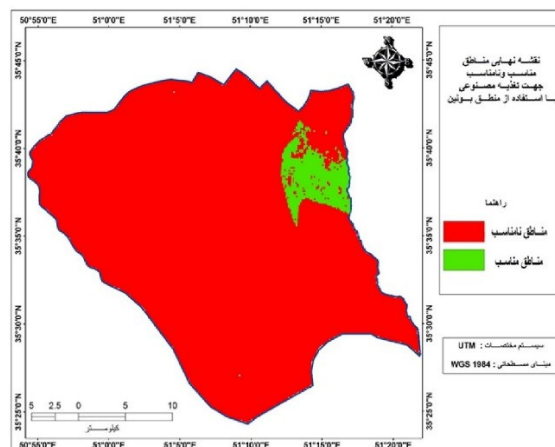 50°55'0"E 51°0'0"E 51°5'0"E 51°10'0"E 51°15'0"E 51°20'0"E
35°45'0"N
35°40'0"N
35°35'0"N
35°30'0"N
35°25'0"N
35°45'0"N
35°40'0"N
35°35'0"N
35°30'0"N
35°25'0"N
5 2.5 0 5 10
کیلومتر
50°55'0"E 51°0'0"E 51°5'0"E 51°10'0"E 51°15'0"E 51°20'0"E
نقشه نهایی مناطق
مناسب ونامناسب
جهت تغذیه مصنوعی
با استفاده از منطق بولین
راهنما
مناطق نامناسب
مناطق مناسب
سیستم مختصات : UTM
مبنای مسطحاتی : WGS 1984